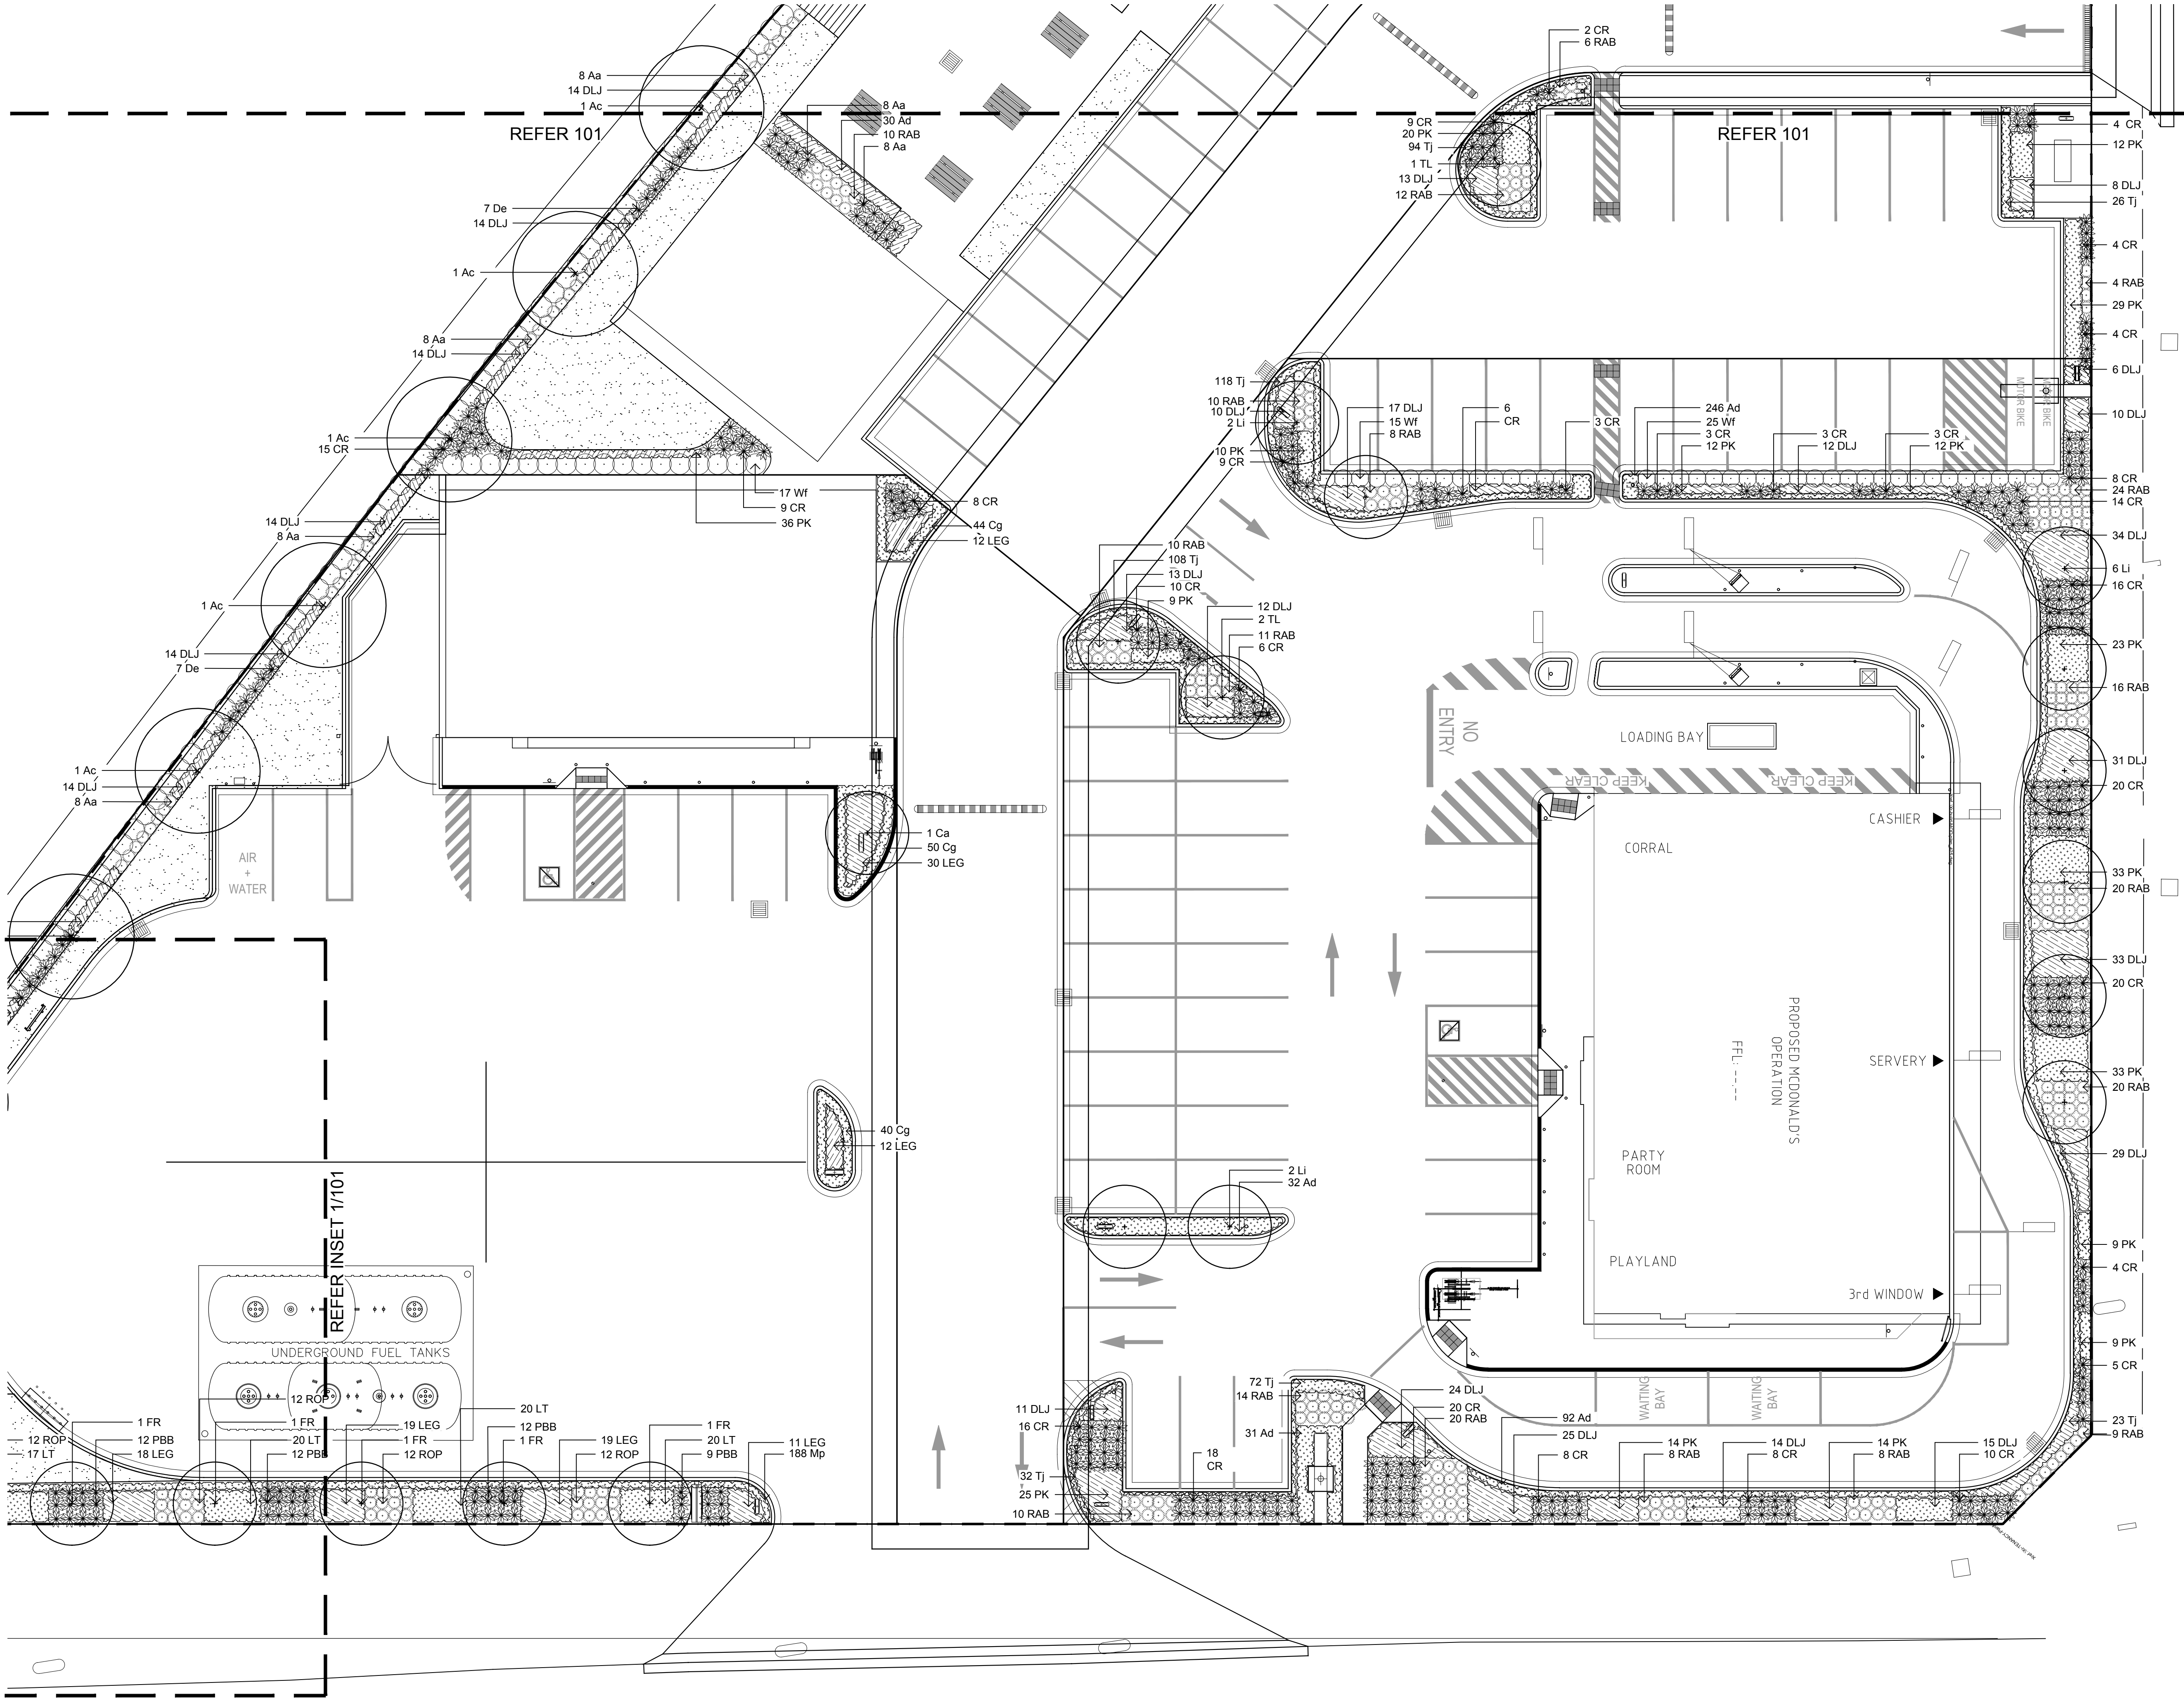 2 CR
6 RAB
8 Aa
14 DLJ
1 Ac
REFER 101
8 Aa
30 Ad
10 RAB
8 Aa
9 CR
20 PK
94 Tj
1 TL
13 DLJ
12 RAB
REFER 101
4 CR
12 PK
8 DLJ
26 Tj
7 De
14 DLJ
4 CR
1 Ac
4 RAB
29 PK
4 CR
8 Aa
14 DLJ
6 DLJ
118 Tj
10 RAB
10 DLJ
2 Li
10 PK
9 CR
17 DLJ
15 Wf
8 RAB
6
CR
3 CR
246 Ad
25 Wf
3 CR
12 PK
3 CR
12 DLJ
3 CR
12 PK
MOTOR BIKE
10 DLJ
1 Ac
15 CR
8 CR
24 RAB
14 CR
17 Wf
9 CR
36 PK
8 CR
44 Cg
12 LEG
14 DLJ
8 Aa
34 DLJ
6 Li
16 CR
10 RAB
108 Tj
13 DLJ
10 CR
9 PK
12 DLJ
2 TL
11 RAB
6 CR
1 Ac
23 PK
16 RAB
14 DLJ
7 De
NO
ENTRY
LOADING BAY
KEEP CLEAR
KEEP CLEAR
31 DLJ
20 CR
1 Ac
14 DLJ
8 Aa
CASHIER
CORRAL
1 Ca
50 Cg
30 LEG
AIR
+
WATER
33 PK
20 RAB
33 DLJ
20 CR
PROPOSED MCDONALD'S
OPERATION
FFL: --.--
SERVERY
33 PK
20 RAB
40 Cg
12 LEG
PARTY
ROOM
29 DLJ
2 Li
32 Ad
REFER INSET 1/101
9 PK
4 CR
PLAYLAND
3rd WINDOW
UNDERGROUND FUEL TANKS
9 PK
5 CR
72 Tj
14 RAB
31 Ad
11 DLJ
16 CR
32 Tj
25 PK
10 RAB
18
CR
24 DLJ
20 CR
20 RAB
WAITING
BAY
WAITING
BAY
92 Ad
25 DLJ
8 CR
14 PK
8 RAB
14 DLJ
8 CR
14 PK
8 RAB
15 DLJ
10 CR
23 Tj
9 RAB
12 ROP
17 LT
1 FR
12 PBB
18 LEG
12 ROP
1 FR
20 LT
12 PBB
19 LEG
1 FR
12 ROP
20 LT
12 PBB
1 FR
19 LEG
12 ROP
1 FR
20 LT
9 PBB
11 LEG
188 Mp